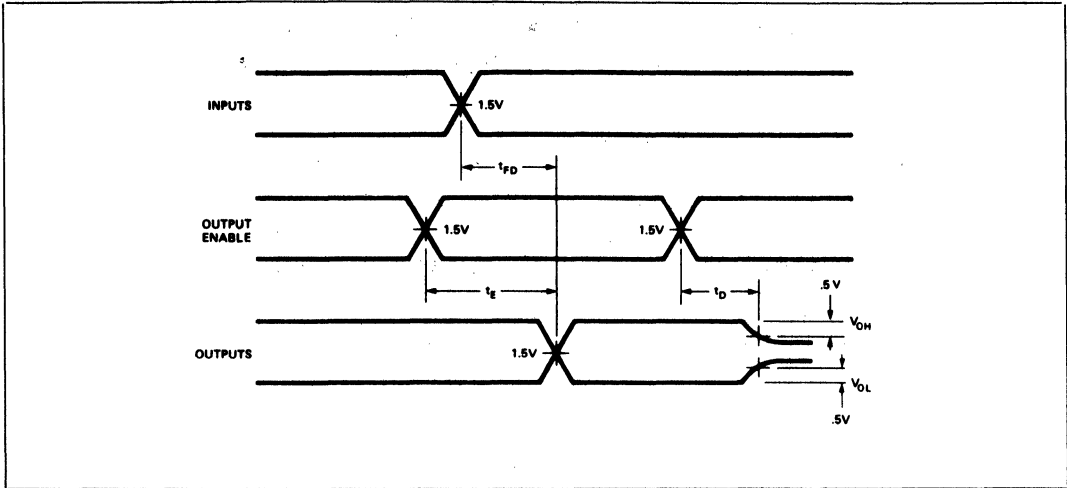 INPUTS
1.5V
tFD
OUTPUT
ENABLE
1.5V
1.5V
tE
tD
.5 V
VOH
OUTPUTS
1.5V
VOL
.5V